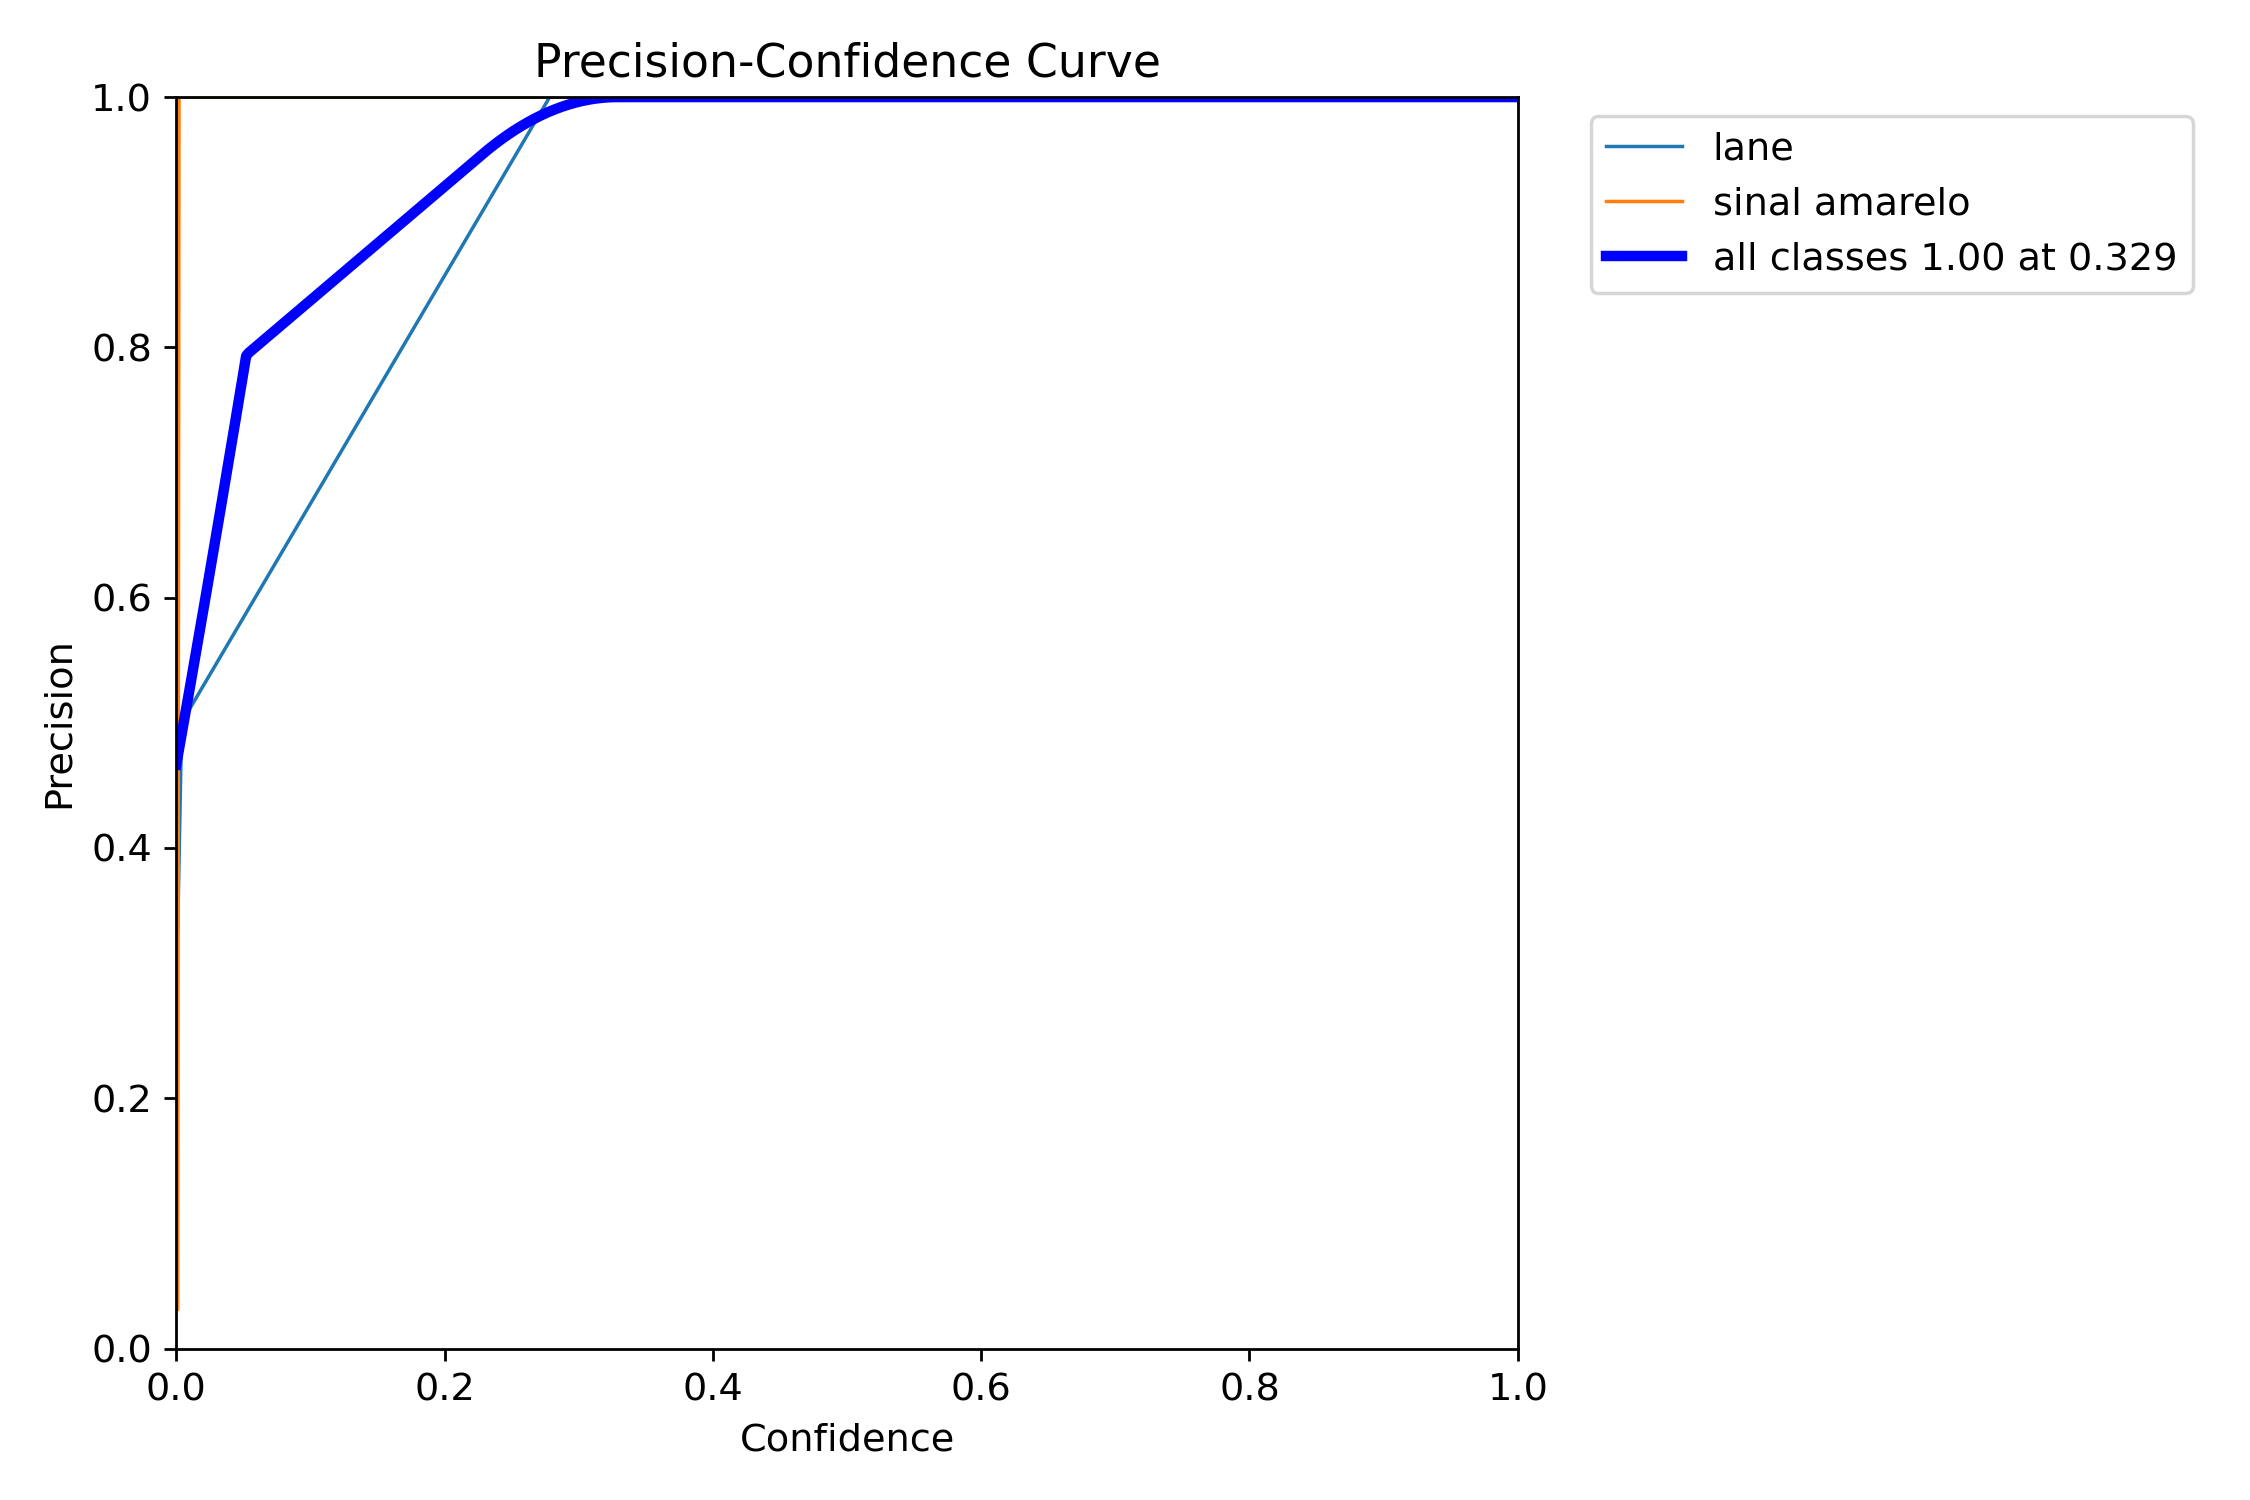 Precision-Confidence Curve
1.0
0.8
0.6
0.4
0.2
0.0
Precision
0.0 0.2 0.4 0.6 0.8 1.0
Confidence
lane
sinal amarelo
all classes 1.00 at 0.329